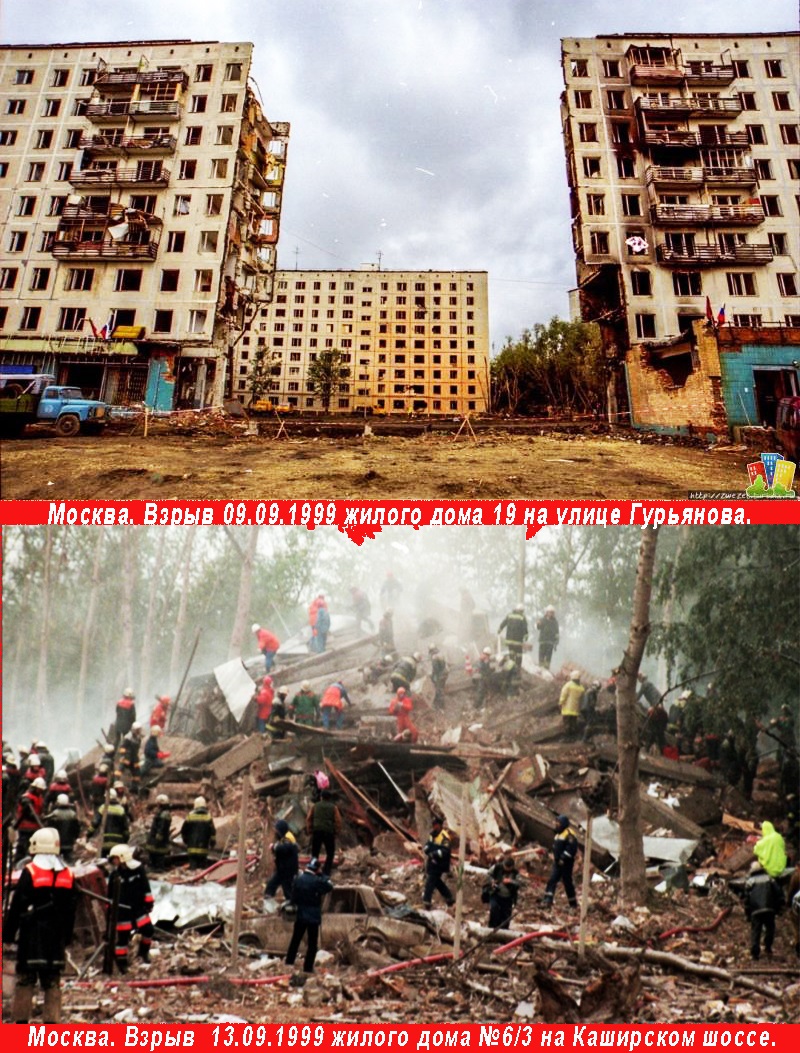 Москва. Взрыв 09.09.1999 жилого дома 19 на улице Гурьянова.
Москва. Взрыв 13.09.1999 жилого дома №6/3 на Каширском шоссе.